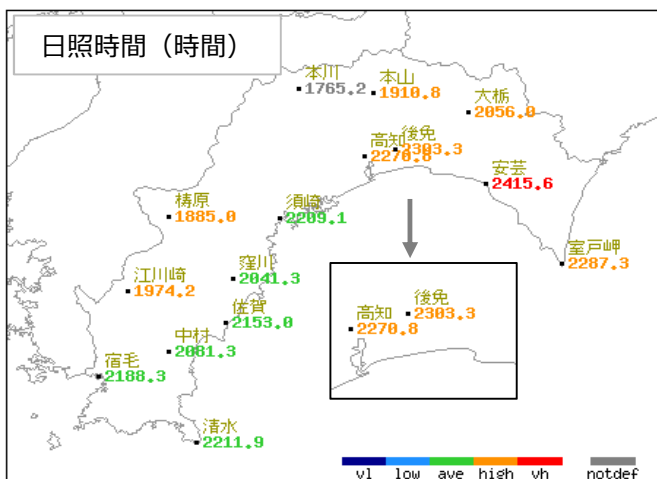 日照時間（時間）
本川
1765.2
本山
1910.8
大栃
2056.0
高知
2270.8
後免
2303.3
安芸
2415.6
梼原
1885.0
須崎
2209.1
室戸岬
2287.3
江川崎
1974.2
窪川
2041.3
佐賀
2153.0
中村
2081.3
宿毛
2188.3
清水
2211.9
後免
2303.3
高知
2270.8
vl low ave high vh notdef